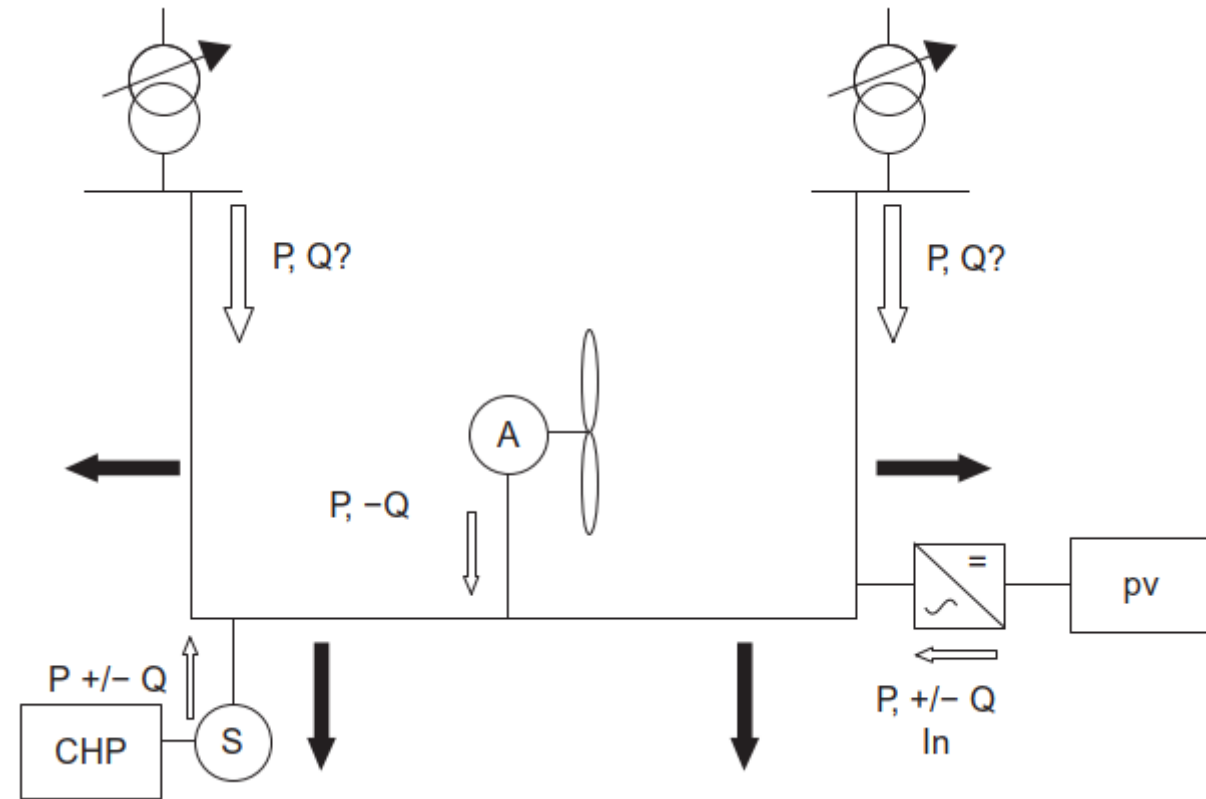 P, Q?
P, Q?
A
P, −Q
=
pv
P +/− Q
P, +/− Q
In
CHP
S